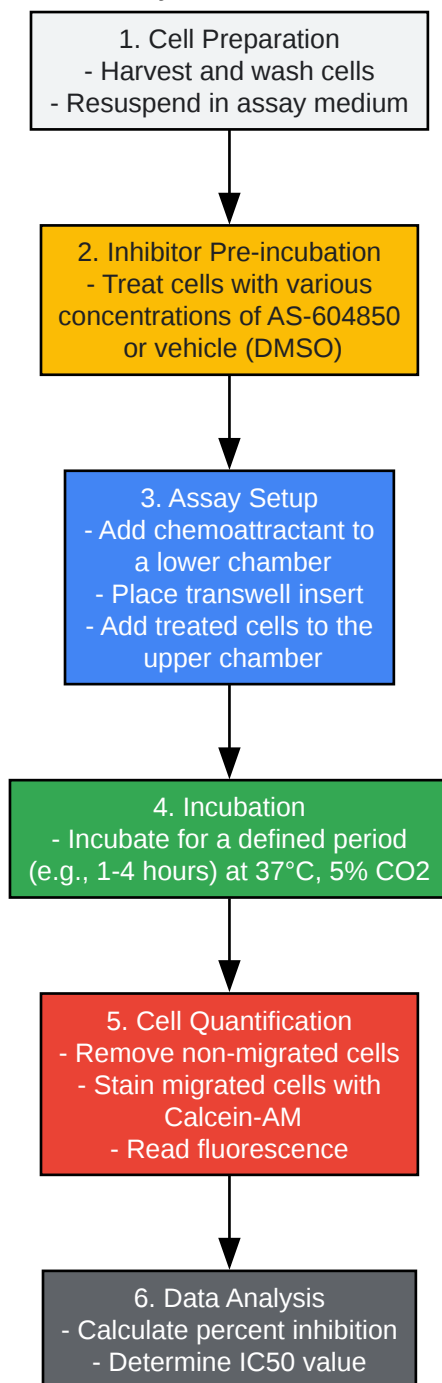 1. Cell Preparation
- Harvest and wash cells
- Resuspend in assay medium
2. Inhibitor Pre-incubation
- Treat cells with various
concentrations of AS-604850
or vehicle (DMSO)
3. Assay Setup
- Add chemoattractant to
a lower chamber
- Place transwell insert
- Add treated cells to the
upper chamber
4. Incubation
- Incubate for a defined period
(e.g., 1-4 hours) at 37°C, 5% CO2
5. Cell Quantification
- Remove non-migrated cells
- Stain migrated cells with
Calcein-AM
- Read fluorescence
6. Data Analysis
- Calculate percent inhibition
- Determine IC50 value